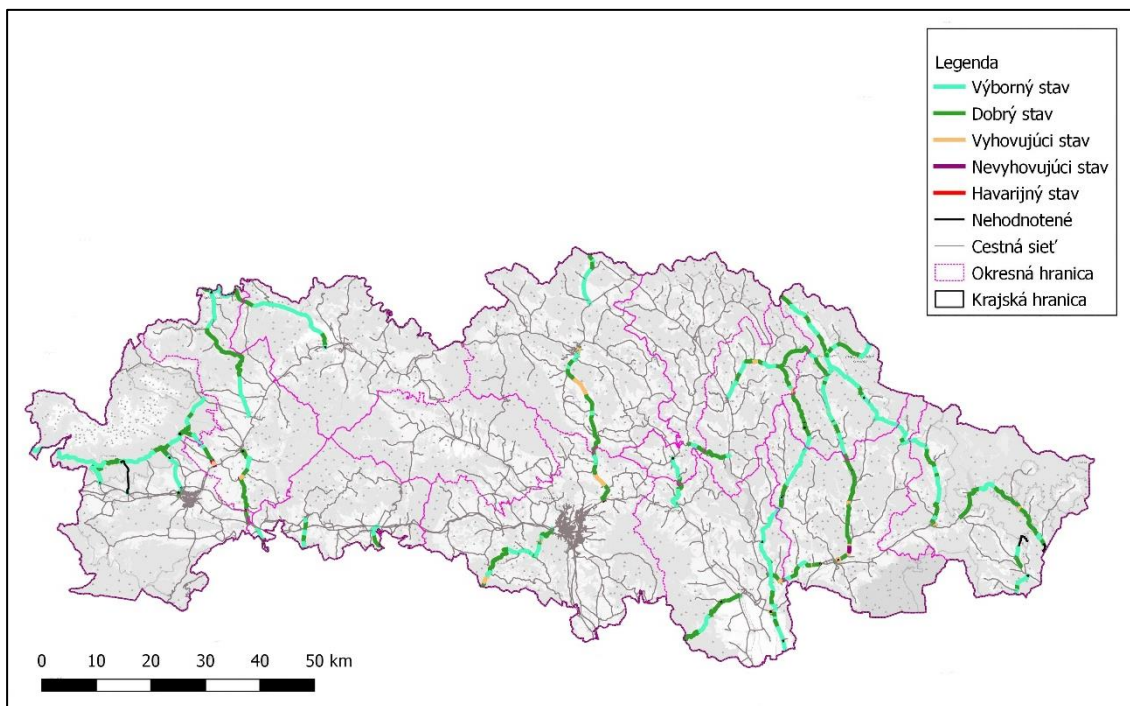 Legenda
Výborný stav
Dobrý stav
Vyhovujúci stav
Nevyhovujúci stav
Havarijný stav
Nehodnotené
Cestná sieť
Okresná hranica
Krajská hranica
0 10 20 30 40 50 km